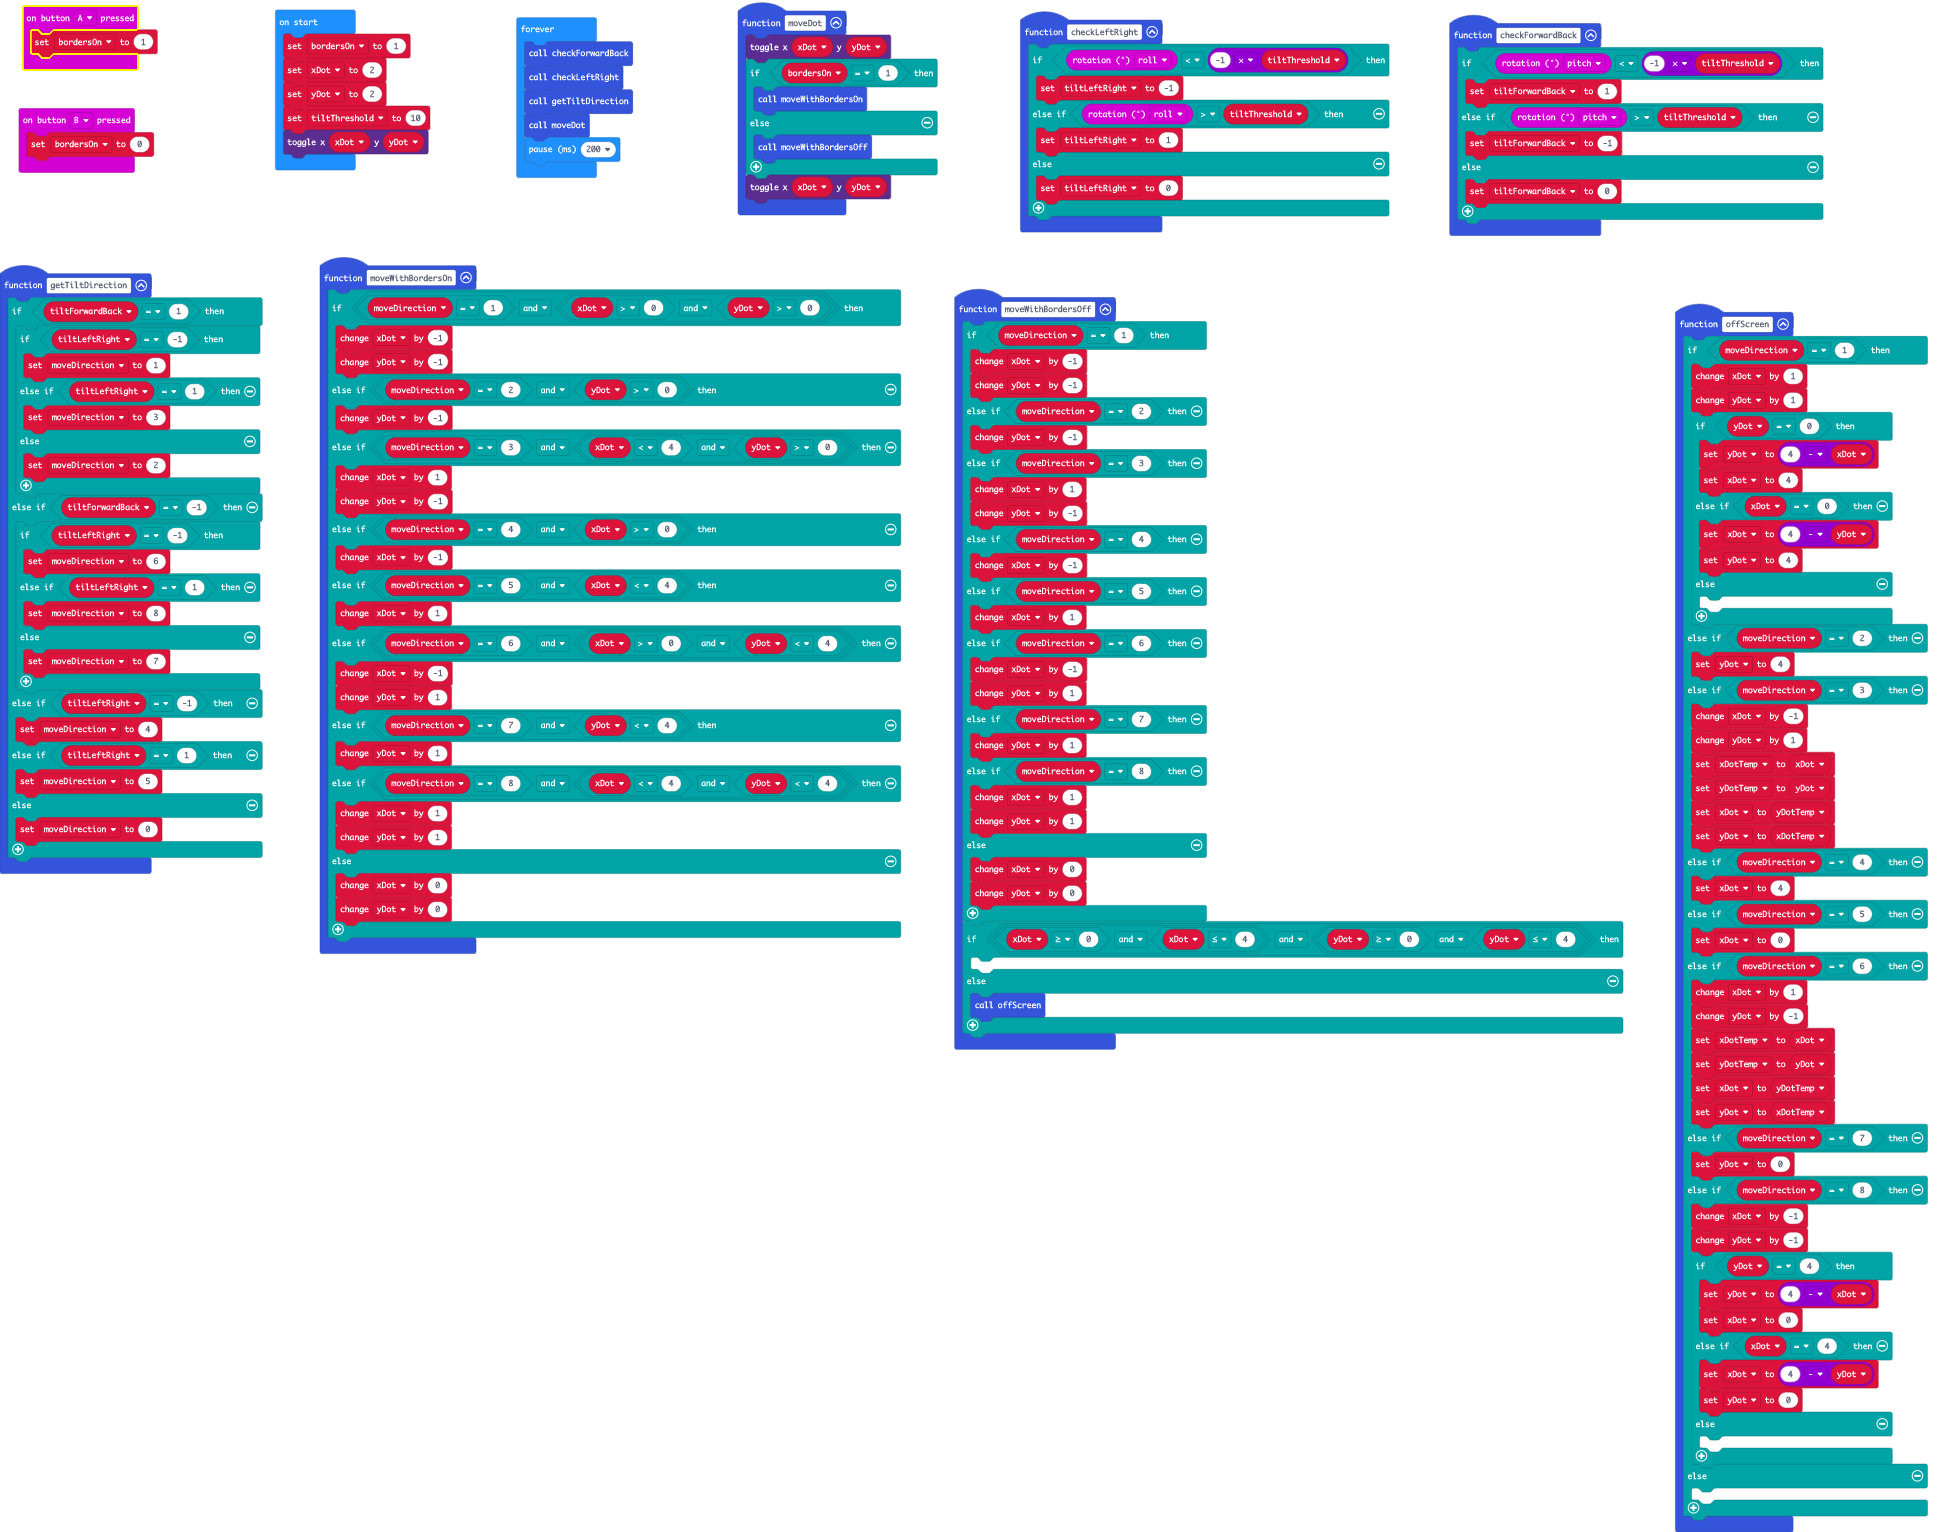 on button A pressed
set bordersOn to 1
on button B pressed
set bordersOn to 0
on start
set bordersOn to 1
set xDot to 2
set yDot to 2
set tiltThreshold to 10
toggle x xDot y yDot
forever
call checkForwardBack
call checkLeftRight
call getTiltDirection
call moveDot
pause (ms) 200
function moveDot
toggle x xDot y yDot
if bordersOn = 1 then
call moveWithBordersOn
else
call moveWithBordersOff
toggle x xDot y yDot
function checkLeftRight
if rotation (°) roll < -1 × tiltThreshold then
set tiltLeftRight to -1
else if rotation (°) roll > tiltThreshold then
set tiltLeftRight to 1
else
set tiltLeftRight to 0
function checkForwardBack
if rotation (°) pitch < -1 × tiltThreshold then
set tiltForwardBack to 1
else if rotation (°) pitch > tiltThreshold then
set tiltForwardBack to -1
else
set tiltForwardBack to 0
function getTiltDirection
if tiltForwardBack = 1 then
if tiltLeftRight = -1 then
set moveDirection to 1
else if tiltLeftRight = 1 then
set moveDirection to 3
else
set moveDirection to 2
else if tiltForwardBack = -1 then
if tiltLeftRight = -1 then
set moveDirection to 6
else if tiltLeftRight = 1 then
set moveDirection to 8
else
set moveDirection to 7
else if tiltLeftRight = -1 then
set moveDirection to 4
else if tiltLeftRight = 1 then
set moveDirection to 5
else
set moveDirection to 0
function moveWithBordersOn
if moveDirection = 1 and xDot > 0 and yDot > 0 then
change xDot by -1
change yDot by -1
else if moveDirection = 2 and yDot > 0 then
change yDot by -1
else if moveDirection = 3 and xDot < 4 and yDot > 0 then
change xDot by 1
change yDot by -1
else if moveDirection = 4 and xDot > 0 then
change xDot by -1
else if moveDirection = 5 and xDot < 4 then
change xDot by 1
else if moveDirection = 6 and xDot > 0 and yDot < 4 then
change xDot by -1
change yDot by 1
else if moveDirection = 7 and yDot < 4 then
change yDot by 1
else if moveDirection = 8 and xDot < 4 and yDot < 4 then
change xDot by 1
change yDot by 1
else
change xDot by 0
change yDot by 0
function moveWithBordersOff
if moveDirection = 1 then
change xDot by -1
change yDot by -1
else if moveDirection = 2 then
change yDot by -1
else if moveDirection = 3 then
change xDot by 1
change yDot by -1
else if moveDirection = 4 then
change xDot by -1
else if moveDirection = 5 then
change xDot by 1
else if moveDirection = 6 then
change xDot by -1
change yDot by 1
else if moveDirection = 7 then
change yDot by 1
else if moveDirection = 8 then
change xDot by 1
change yDot by 1
else
change xDot by 0
change yDot by 0
if xDot ≥ 0 and xDot ≤ 4 and yDot ≥ 0 and yDot ≤ 4 then
else
call offScreen
function offScreen
if moveDirection = 1 then
change xDot by 1
change yDot by 1
if yDot = 0 then
set yDot to 4 - xDot
set xDot to 4
else if xDot = 0 then
set xDot to 4 - yDot
set yDot to 4
else
else if moveDirection = 2 then
set yDot to 4
else if moveDirection = 3 then
change xDot by -1
change yDot by 1
set xDotTemp to xDot
set yDotTemp to yDot
set xDot to yDotTemp
set yDot to xDotTemp
else if moveDirection = 4 then
set xDot to 4
else if moveDirection = 5 then
set xDot to 0
else if moveDirection = 6 then
change xDot by 1
change yDot by -1
set xDotTemp to xDot
set yDotTemp to yDot
set xDot to yDotTemp
set yDot to xDotTemp
else if moveDirection = 7 then
set yDot to 0
else if moveDirection = 8 then
change xDot by -1
change yDot by -1
if yDot = 4 then
set yDot to 4 - xDot
set xDot to 0
else if xDot = 4 then
set xDot to 4 - yDot
set yDot to 0
else
else